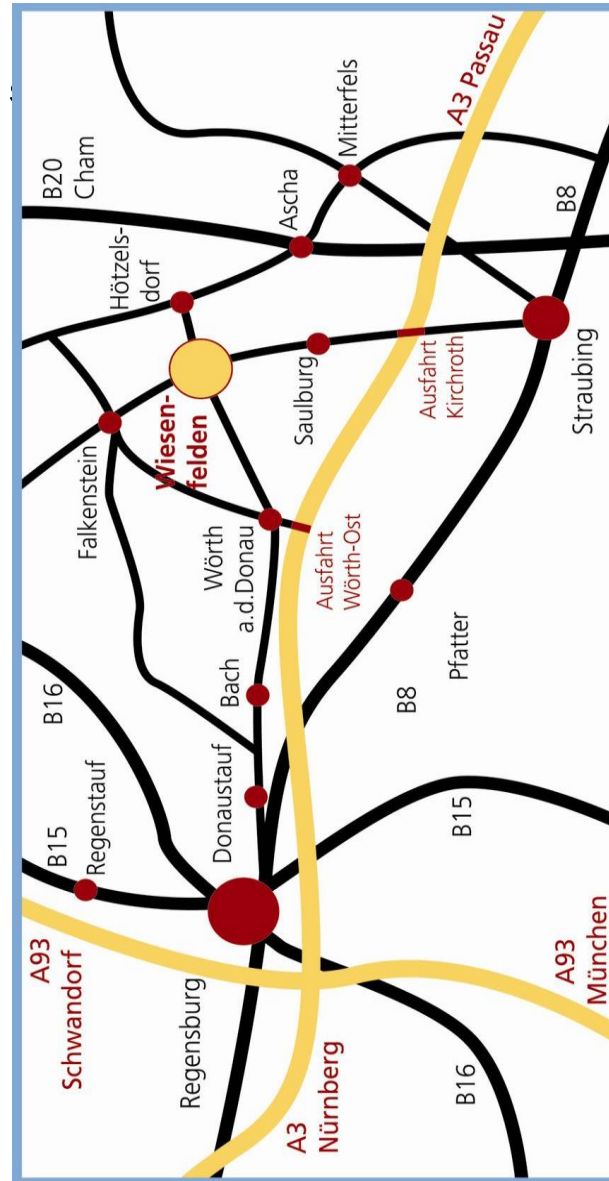 A93
Schwandorf
B15
Regenstauf
B16
Falkenstein
B20
Cham
Hötzels-
dorf
Wiesen-
felden
Regensburg
Donaustauf
Bach
Wörth
a.d.Donau
Ascha
Saulburg
Mitterfels
A3
Nürnberg
Ausfahrt
Wörth-Ost
Ausfahrt
Kirchroth
A3 Passau
B16
B15
B8
Pfatter
B8
A93
München
Straubing